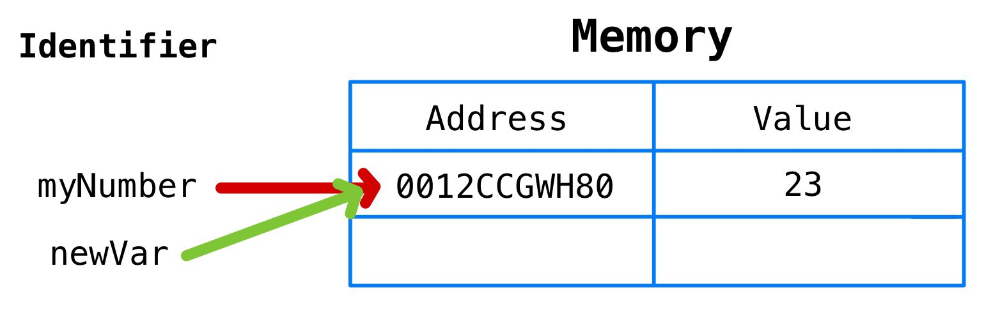 Identifier
Memory
Address Value
myNumber 0012CCGWH80 23
newVar